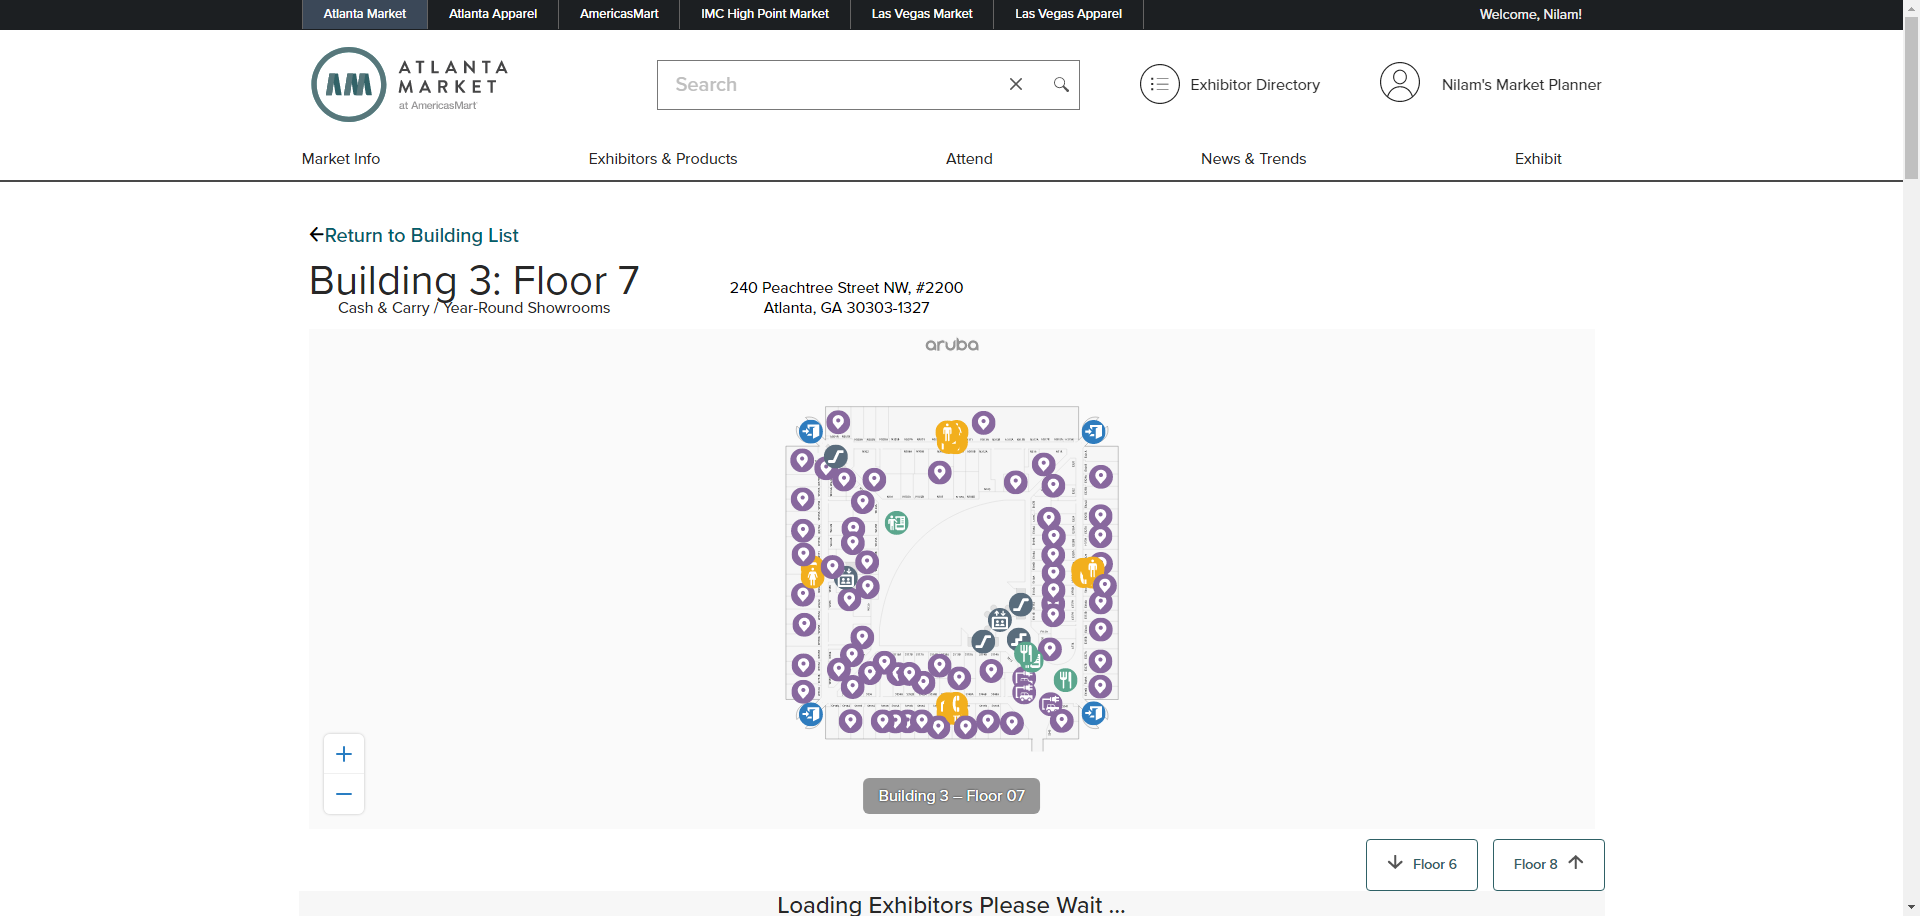 Atlanta Market
Atlanta Apparel
AmericasMart
IMC High Point Market
Las Vegas Market
Las Vegas Apparel
Welcome, Nilam!
AM
ATLANTA
MARKET
at AmericasMart
Search
Exhibitor Directory
Nilam's Market Planner
Market Info
Exhibitors & Products
Attend
News & Trends
Exhibit
Return to Building List
Building 3: Floor 7
Cash & Carry / Year-Round Showrooms
240 Peachtree Street NW, #2200
Atlanta, GA 30303-1327
aruba
Building 3 – Floor 07
Floor 6
Floor 8
Loading Exhibitors Please Wait ...